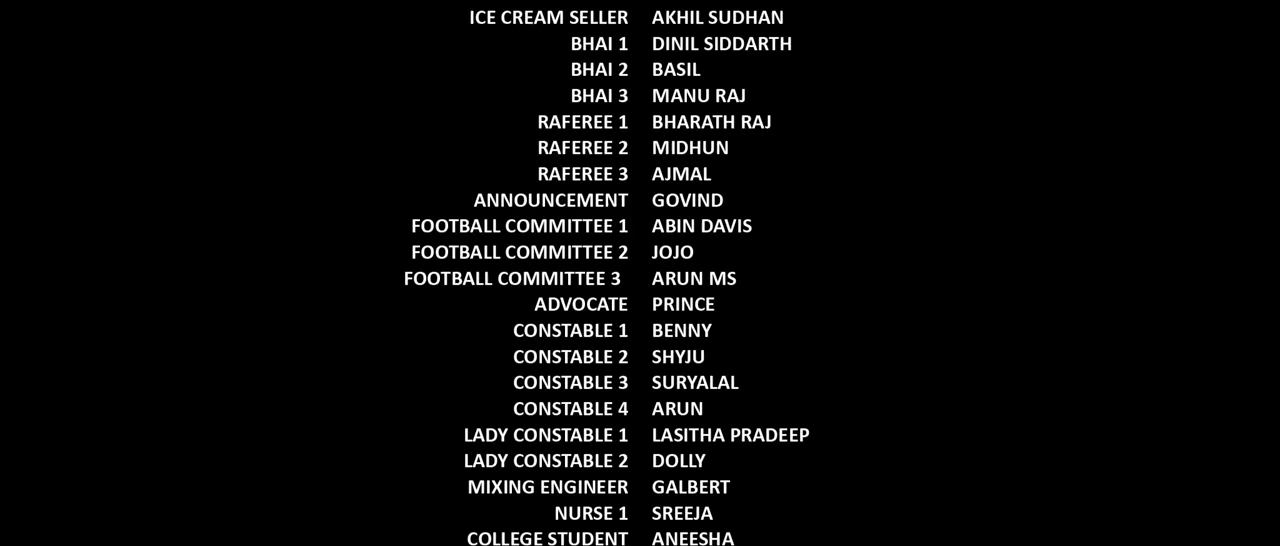 ICE CREAM SELLER AKHIL SUDHAN
BHAI 1 DINIL SIDDARTH
BHAI 2 BASIL
BHAI 3 MANU RAJ
RAFEREE 1 BHARATH RAJ
RAFEREE 2 MIDHUN
RAFEREE 3 AJMAL
ANNOUNCEMENT GOVIND
FOOTBALL COMMITTEE 1 ABIN DAVIS
FOOTBALL COMMITTEE 2 JOJO
FOOTBALL COMMITTEE 3 ARUN MS
ADVOCATE PRINCE
CONSTABLE 1 BENNY
CONSTABLE 2 SHYJU
CONSTABLE 3 SURYALAL
CONSTABLE 4 ARUN
LADY CONSTABLE 1 LASITHA PRADEEP
LADY CONSTABLE 2 DOLLY
MIXING ENGINEER GALBERT
NURSE 1 SREEJA
COLLEGE STUDENT ANEESHA